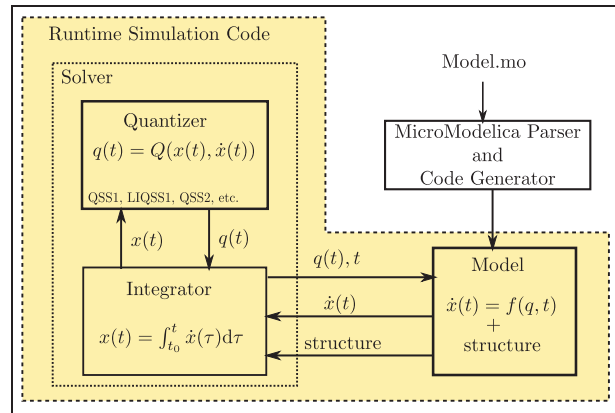 Runtime Simulation Code
Solver
Quantizer
q(t) = Q(x(t), ẋ(t))
QSS1, LIQSS1, QSS2, etc.
x(t)
q(t)
Integrator
x(t) = ∫_{t₀}^{t} ẋ(τ)dτ
Model.mo
MicroModelica Parser
and
Code Generator
q(t), t
ẋ(t)
structure
Model
ẋ(t) = f(q, t)
+
structure